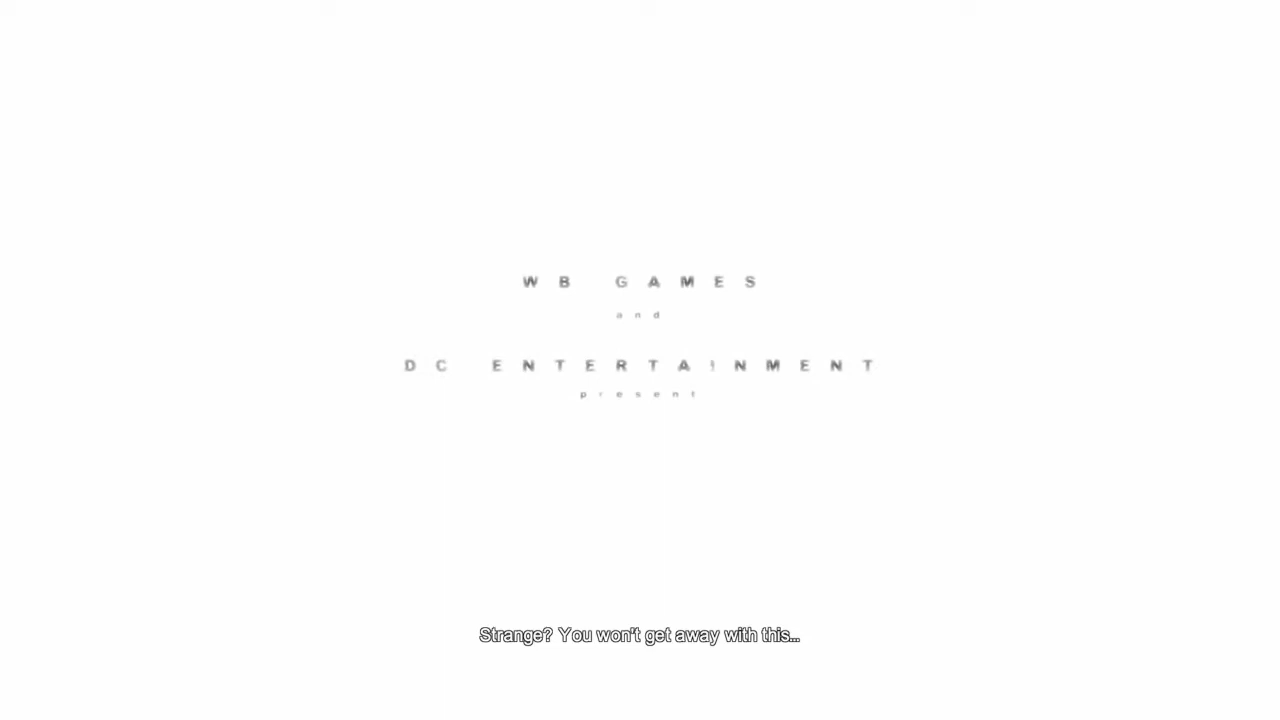 WB GAMES
and
DC ENTERTAINMENT
present
Strange? You won't get away with this...